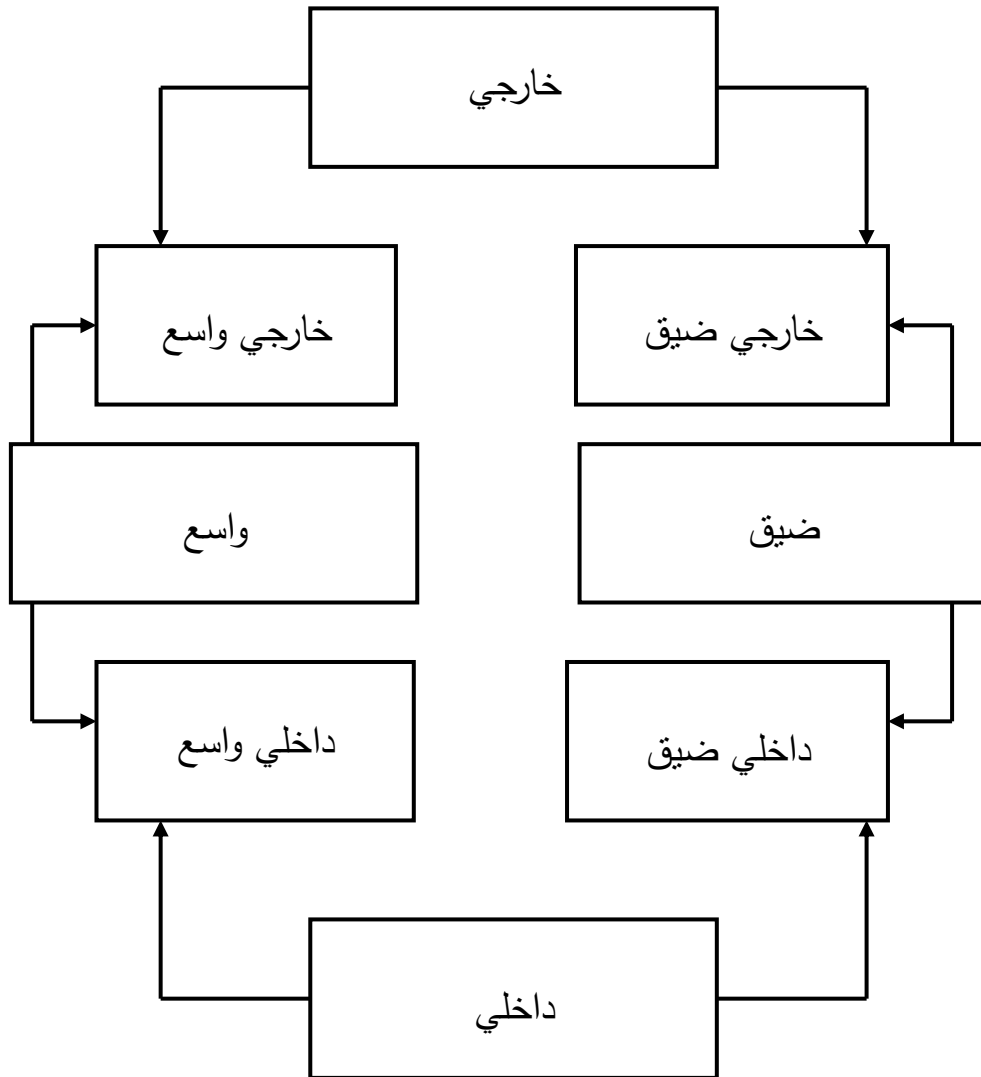 خارجي
خارجي ضيق
خارجي واسع
ضيق
واسع
داخلي ضيق
داخلي واسع
داخلي